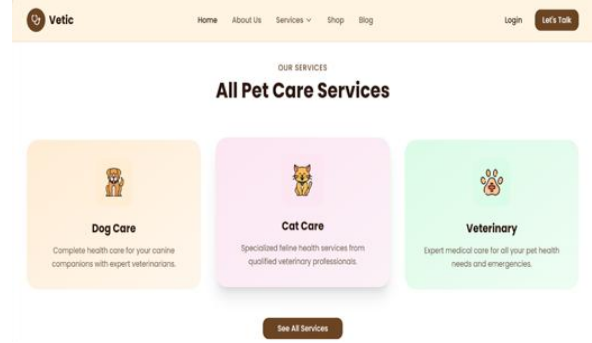 Vetic
Home About Us Services Shop Blog
Login Let's Talk
OUR SERVICES
All Pet Care Services
Dog Care
Complete health care for your canine
companions with expert veterinarians.
Cat Care
Specialized feline health services from
qualified veterinary professionals.
Veterinary
Expert medical care for all your pet health
needs and emergencies.
See All Services